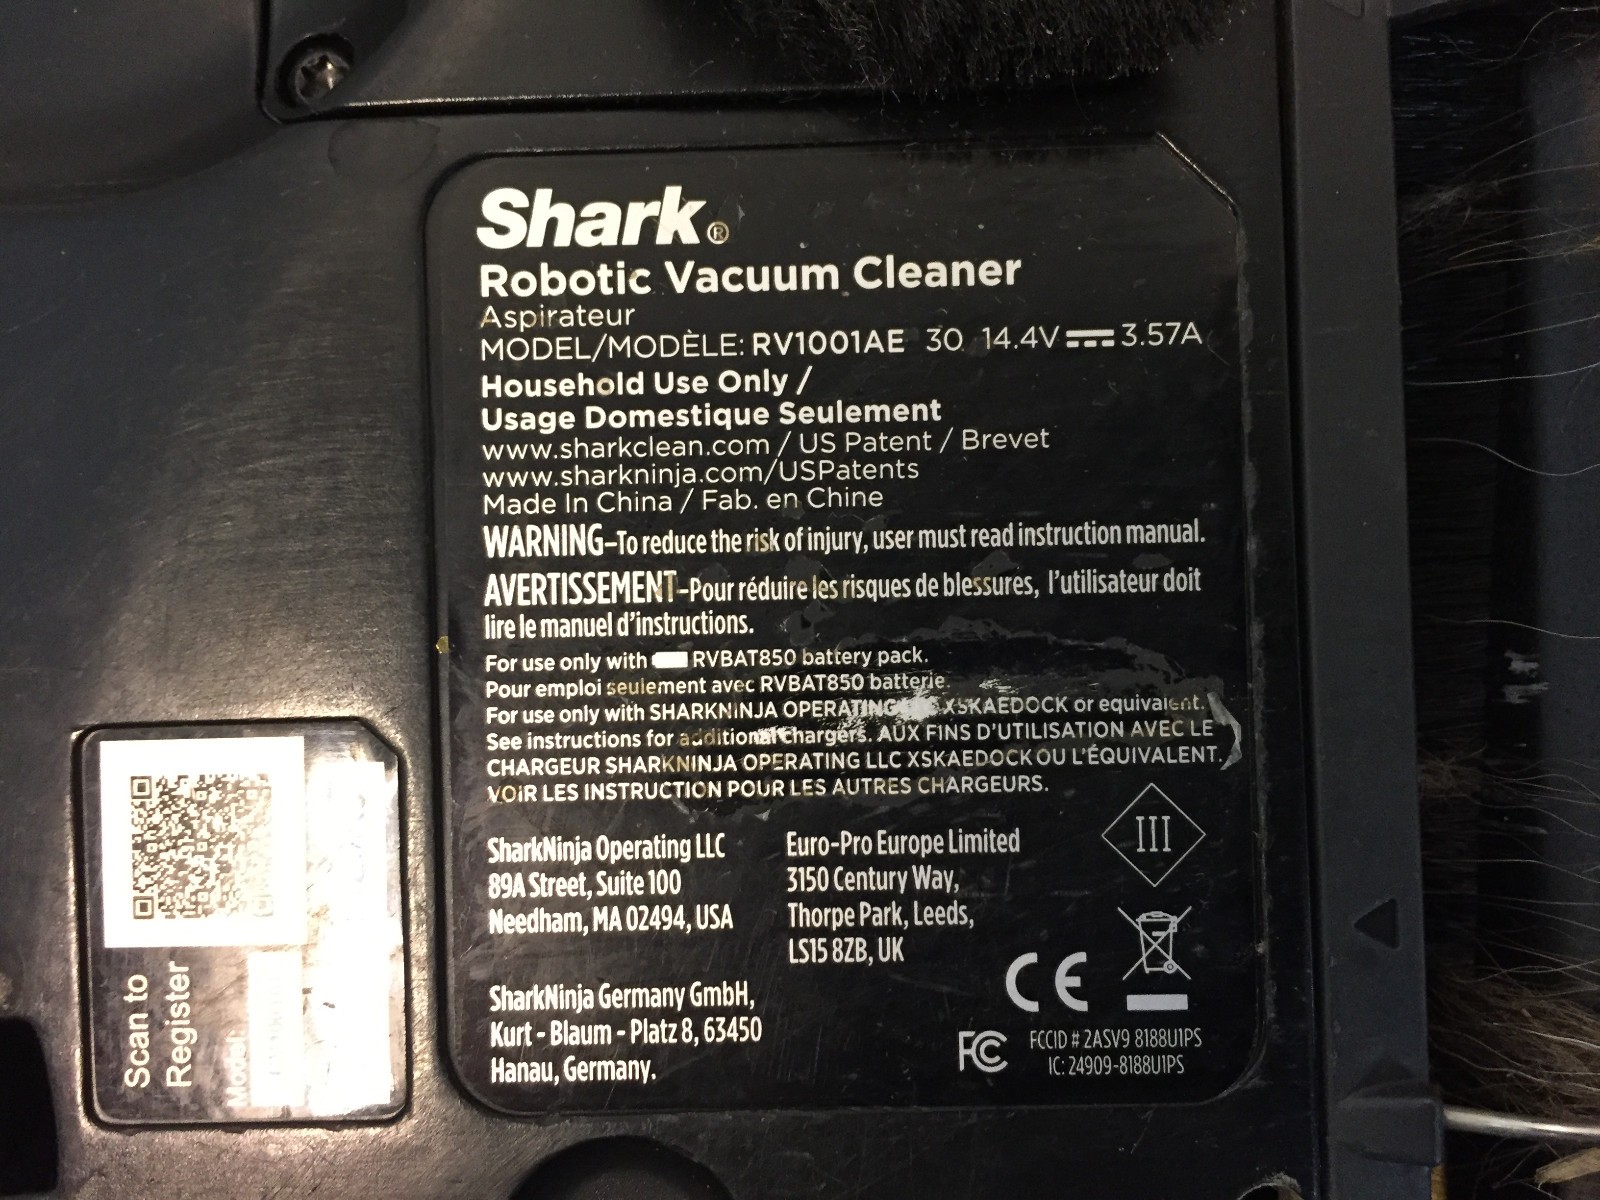 Shark®
Robotic Vacuum Cleaner
Aspirateur
MODEL/MODÈLE: RV1001AE 30 14.4V 3.57A
Household Use Only /
Usage Domestique Seulement
www.sharkclean.com / US Patent / Brevet
www.sharkninja.com/USPatents
Made In China / Fab. en Chine
WARNING–To reduce the risk of injury, user must read instruction manual.
AVERTISSEMENT–Pour réduire les risques de blessures, l'utilisateur doit
lire le manuel d'instructions.
For use only with RVBAT850 battery pack.
Pour emploi seulement avec RVBAT850 batterie.
For use only with SHARKNINJA OPERATING XSKAEDOCK or equivalent.
See instructions for additional chargers. AUX FINS D'UTILISATION AVEC LE
CHARGEUR SHARKNINJA OPERATING LLC XSKAEDOCK OU L'ÉQUIVALENT.
VOIR LES INSTRUCTION POUR LES AUTRES CHARGEURS.
SharkNinja Operating LLC
89A Street, Suite 100
Needham, MA 02494, USA
Euro-Pro Europe Limited
3150 Century Way,
Thorpe Park, Leeds,
LS15 8ZB, UK
SharkNinja Germany GmbH,
Kurt - Blaum - Platz 8, 63450
Hanau, Germany.
III
CE
FC
FCCID # 2ASV9 8188U1PS
IC: 24909-8188U1PS
Scan to
Register
Model: